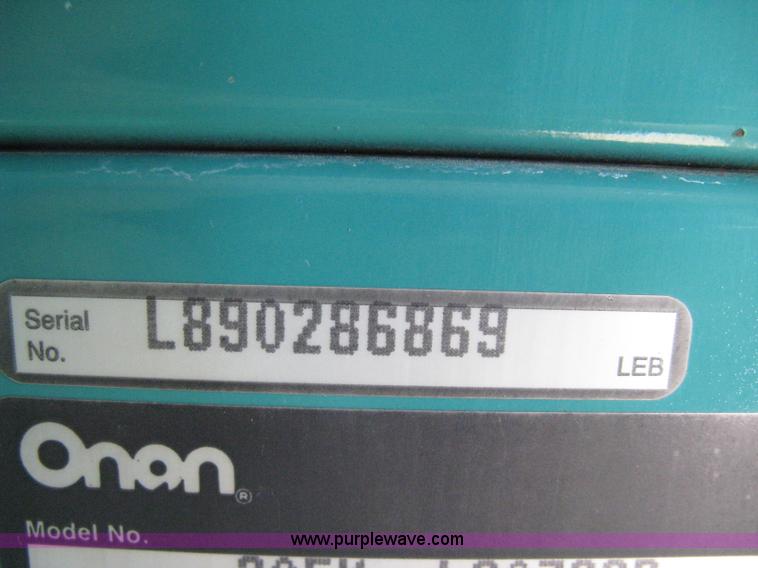 Serial No. L890286869
LEB
Onan®
Model No.
www.purplewave.com